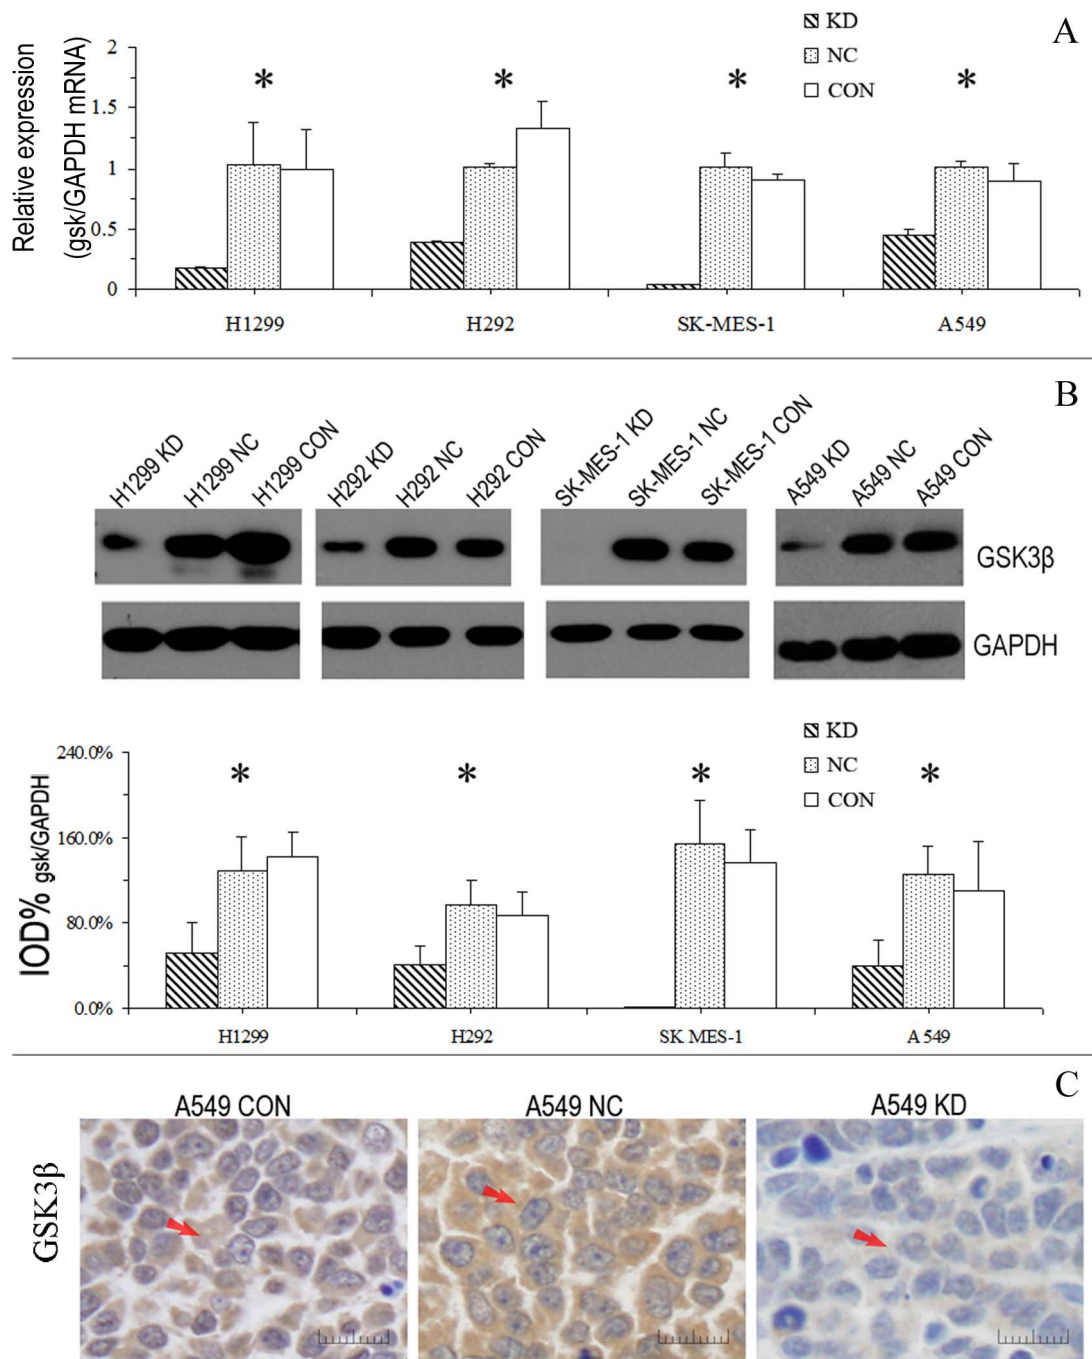 A
KD
NC
CON
Relative expression
(gsk/GAPDH mRNA)
2
1.5
1
0.5
0
* * * *
H1299 H292 SK-MES-1 A549
B
H1299 KD H1299 NC H1299 CON H292 KD H292 NC H292 CON SK-MES-1 KD SK-MES-1 NC SK-MES-1 CON A549 KD A549 NC A549 CON
GSK3β
GAPDH
KD
NC
CON
IOD% gsk/GAPDH
240.0%
160.0%
80.0%
0.0%
* * * *
H1299 H292 SK MES-1 A 549
C
A549 CON A549 NC A549 KD
GSK3β